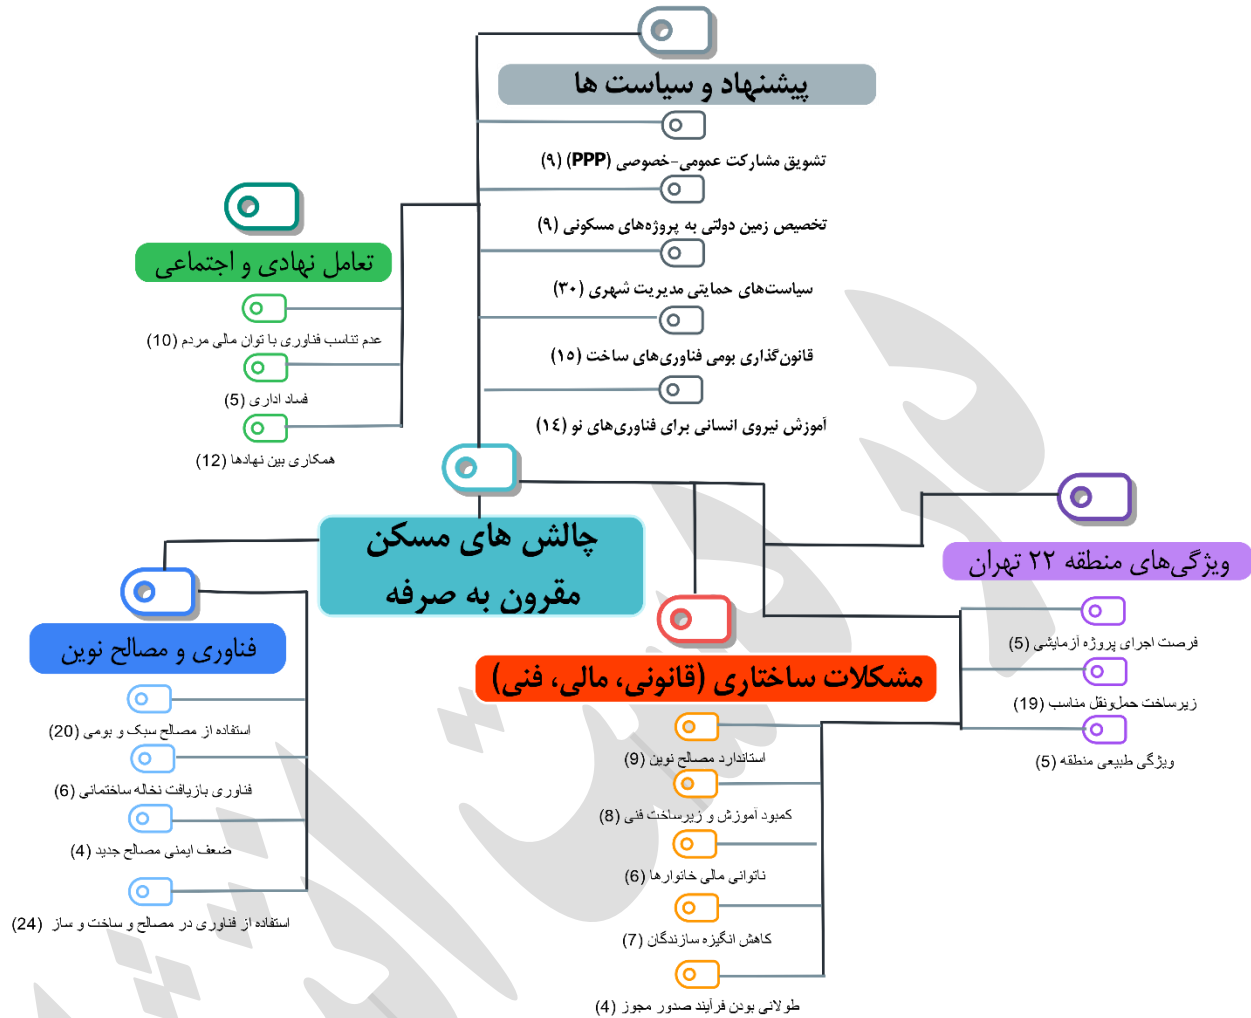 پیشنهاد و سیاست ها
تشویق مشارکت عمومی-خصوصی (PPP) (۹)
تخصیص زمین دولتی به پروژه‌های مسکونی (۹)
سیاست‌های حمایتی مدیریت شهری (۳۰)
قانون‌گذاری بومی فناوری‌های ساخت (۱۵)
آموزش نیروی انسانی برای فناوری‌های نو (۱٤)
تعامل نهادی و اجتماعی
عدم تناسب فناوری با توان مالی مردم (10)
فساد اداری (5)
همکاری بین نهادها (12)
چالش های مسکن
مقرون به صرفه
ویژگی‌های منطقه ۲۲ تهران
فرصت اجرای پروژه آزمایشی (5)
زیرساخت حمل‌ونقل مناسب (19)
ویژگی طبیعی منطقه (5)
مشکلات ساختاری (قانونی، مالی، فنی)
استاندارد مصالح نوین (9)
کمبود آموزش و زیرساخت فنی (8)
ناتوانی مالی خانوارها (6)
کاهش انگیزه سازندگان (7)
طولانی بودن فرآیند صدور مجوز (4)
فناوری و مصالح نوین
استفاده از مصالح سبک و بومی (20)
فناوری بازیافت نخاله ساختمانی (6)
ضعف ایمنی مصالح جدید (4)
استفاده از فناوری در مصالح و ساخت و ساز (24)